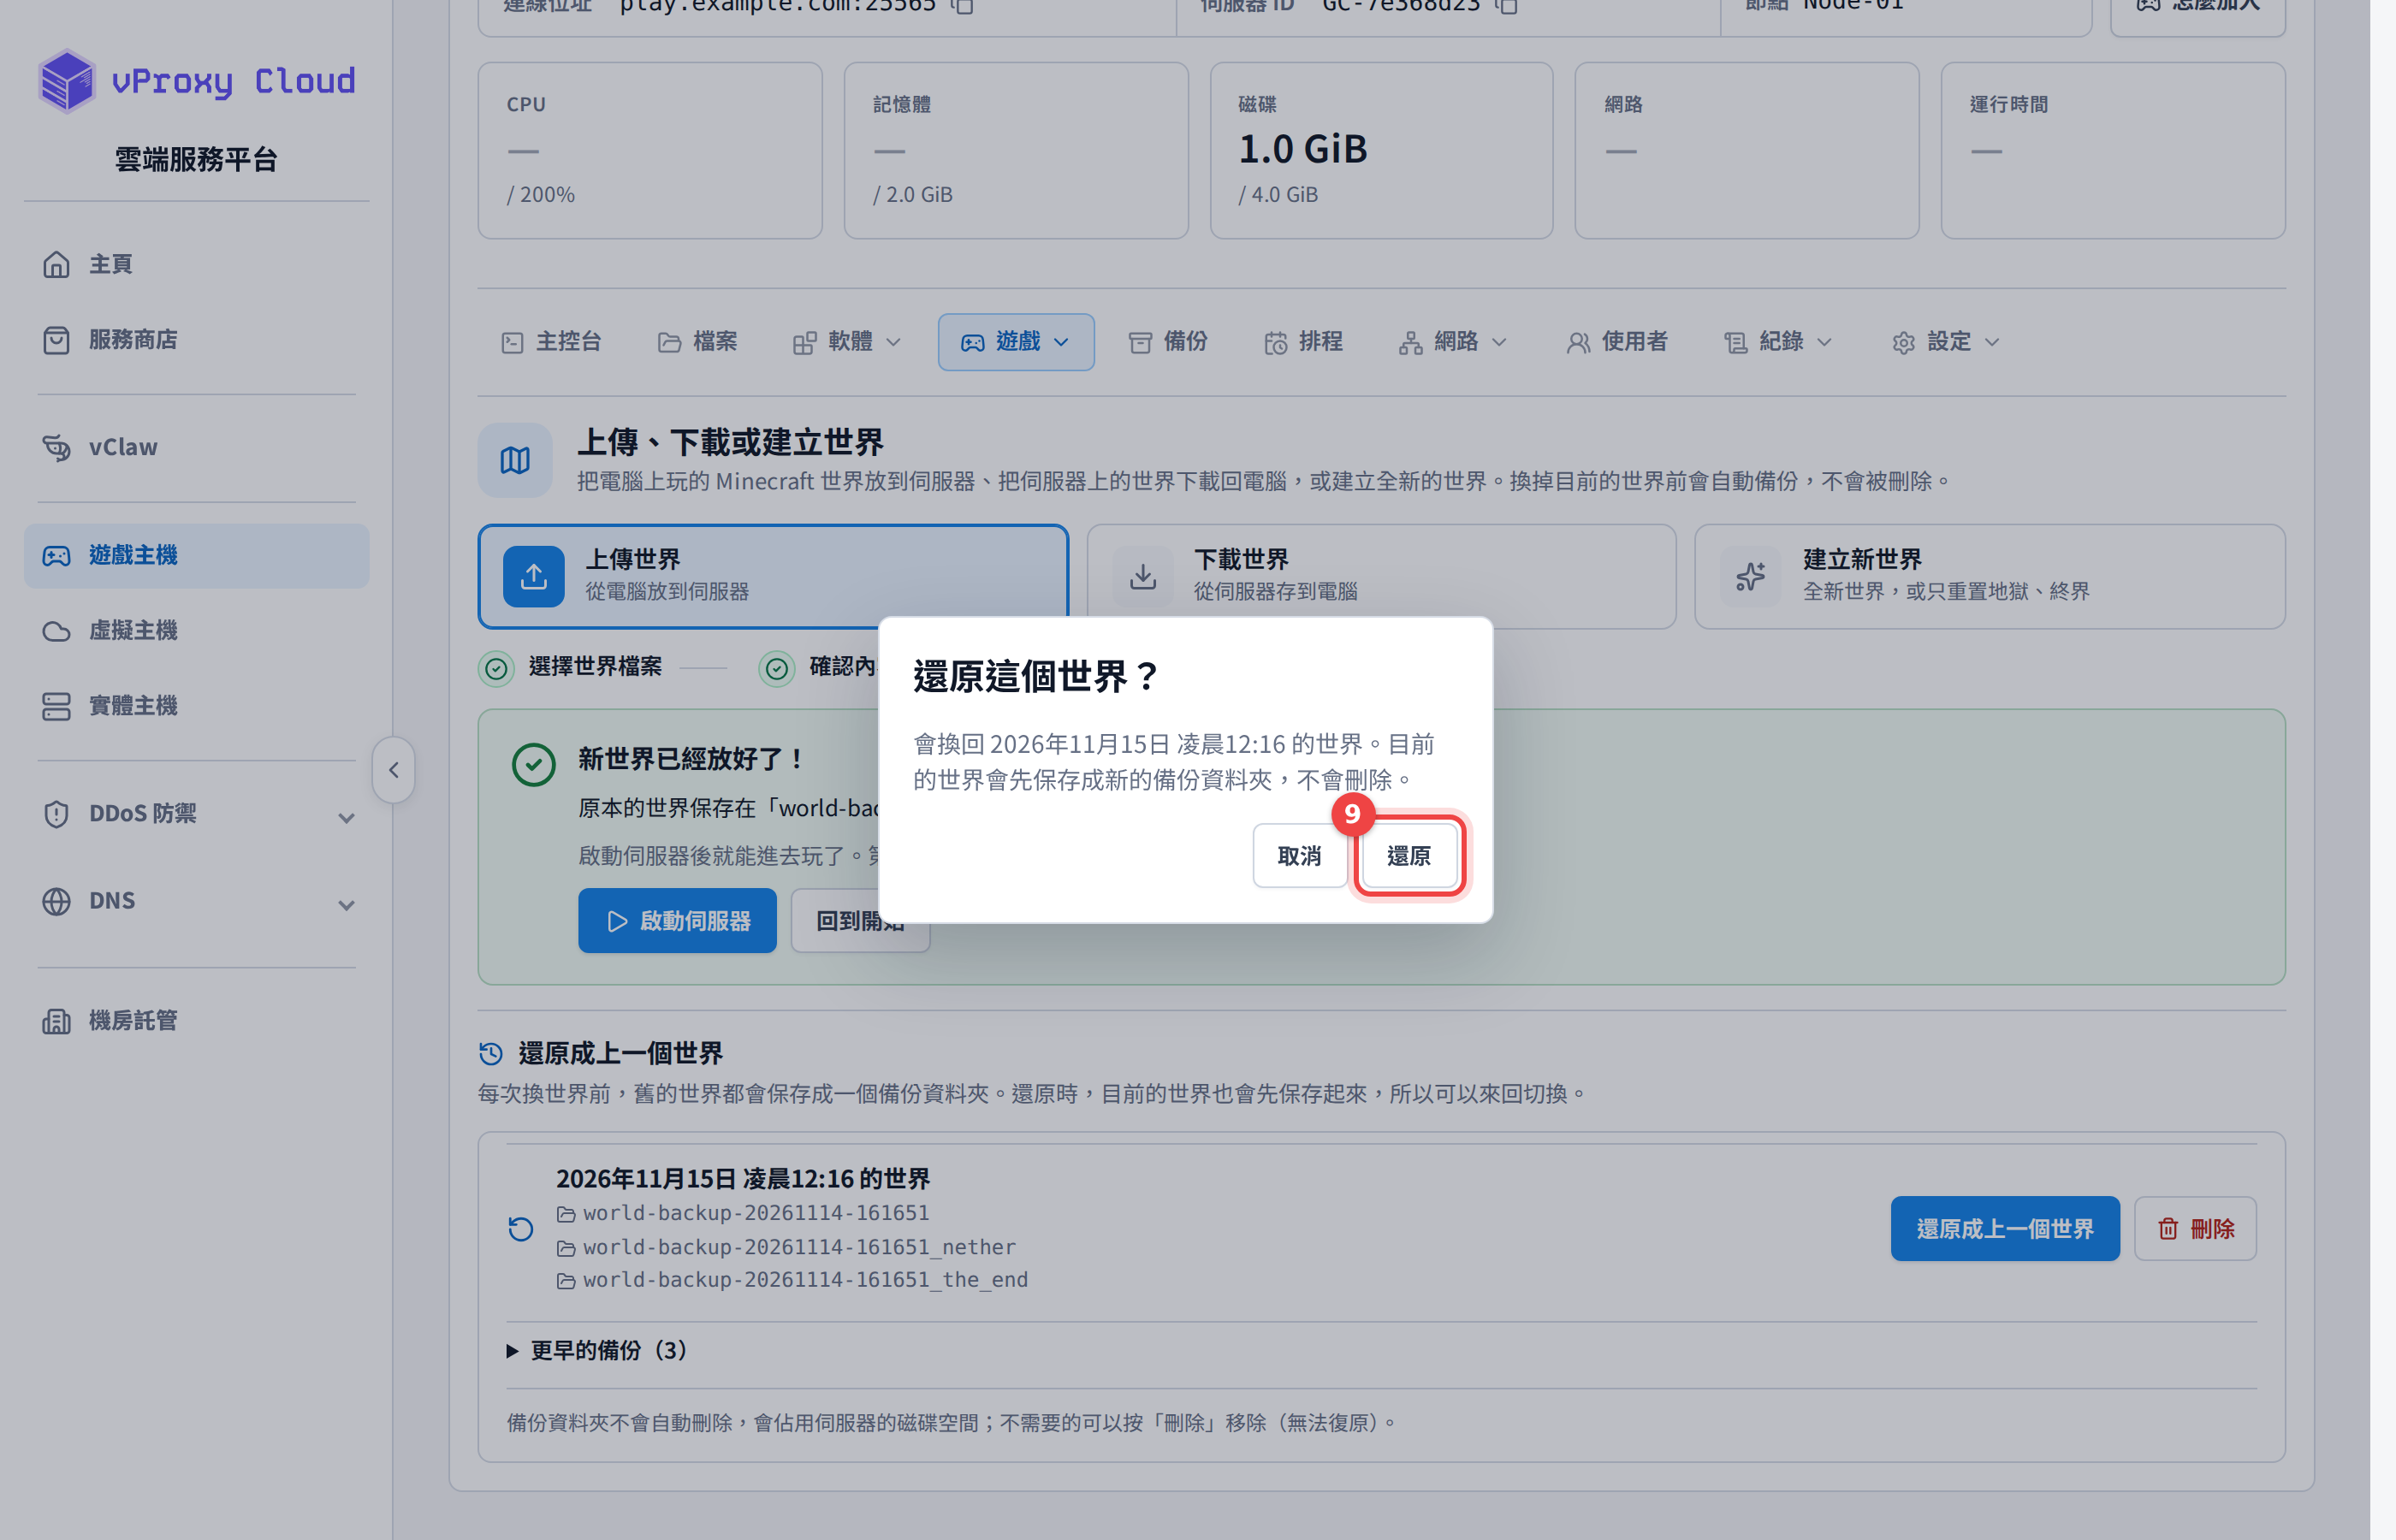 vProxy Cloud
雲端服務平台
主頁
服務商店
vClaw
遊戲主機
虛擬主機
實體主機
DDoS 防禦
DNS
機房託管
連線位址 play.example.com:25565
伺服器 ID GC-7e368d23
節點 Node-01
怎麼加入
CPU
—
/ 200%
記憶體
—
/ 2.0 GiB
磁碟
1.0 GiB
/ 4.0 GiB
網路
—
運行時間
—
主控台
檔案
軟體
遊戲
備份
排程
網路
使用者
紀錄
設定
上傳、下載或建立世界
把電腦上玩的 Minecraft 世界放到伺服器、把伺服器上的世界下載回電腦，或建立全新的世界。換掉目前的世界前會自動備份，不會被刪除。
上傳世界
從電腦放到伺服器
下載世界
從伺服器存到電腦
建立新世界
全新世界，或只重置地獄、終界
選擇世界檔案
確認內
新世界已經放好了！
原本的世界保存在「world-bac
啟動伺服器後就能進去玩了。
啟動伺服器
回到開始
還原這個世界？
會換回 2026年11月15日 凌晨12:16 的世界。目前
的世界會先保存成新的備份資料夾，不會刪除。
9
取消
還原
還原成上一個世界
每次換世界前，舊的世界都會保存成一個備份資料夾。還原時，目前的世界也會先保存起來，所以可以來回切換。
2026年11月15日 凌晨12:16 的世界
world-backup-20261114-161651
world-backup-20261114-161651_nether
world-backup-20261114-161651_the_end
還原成上一個世界
刪除
更早的備份（3）
備份資料夾不會自動刪除，會佔用伺服器的磁碟空間；不需要的可以按「刪除」移除（無法復原）。